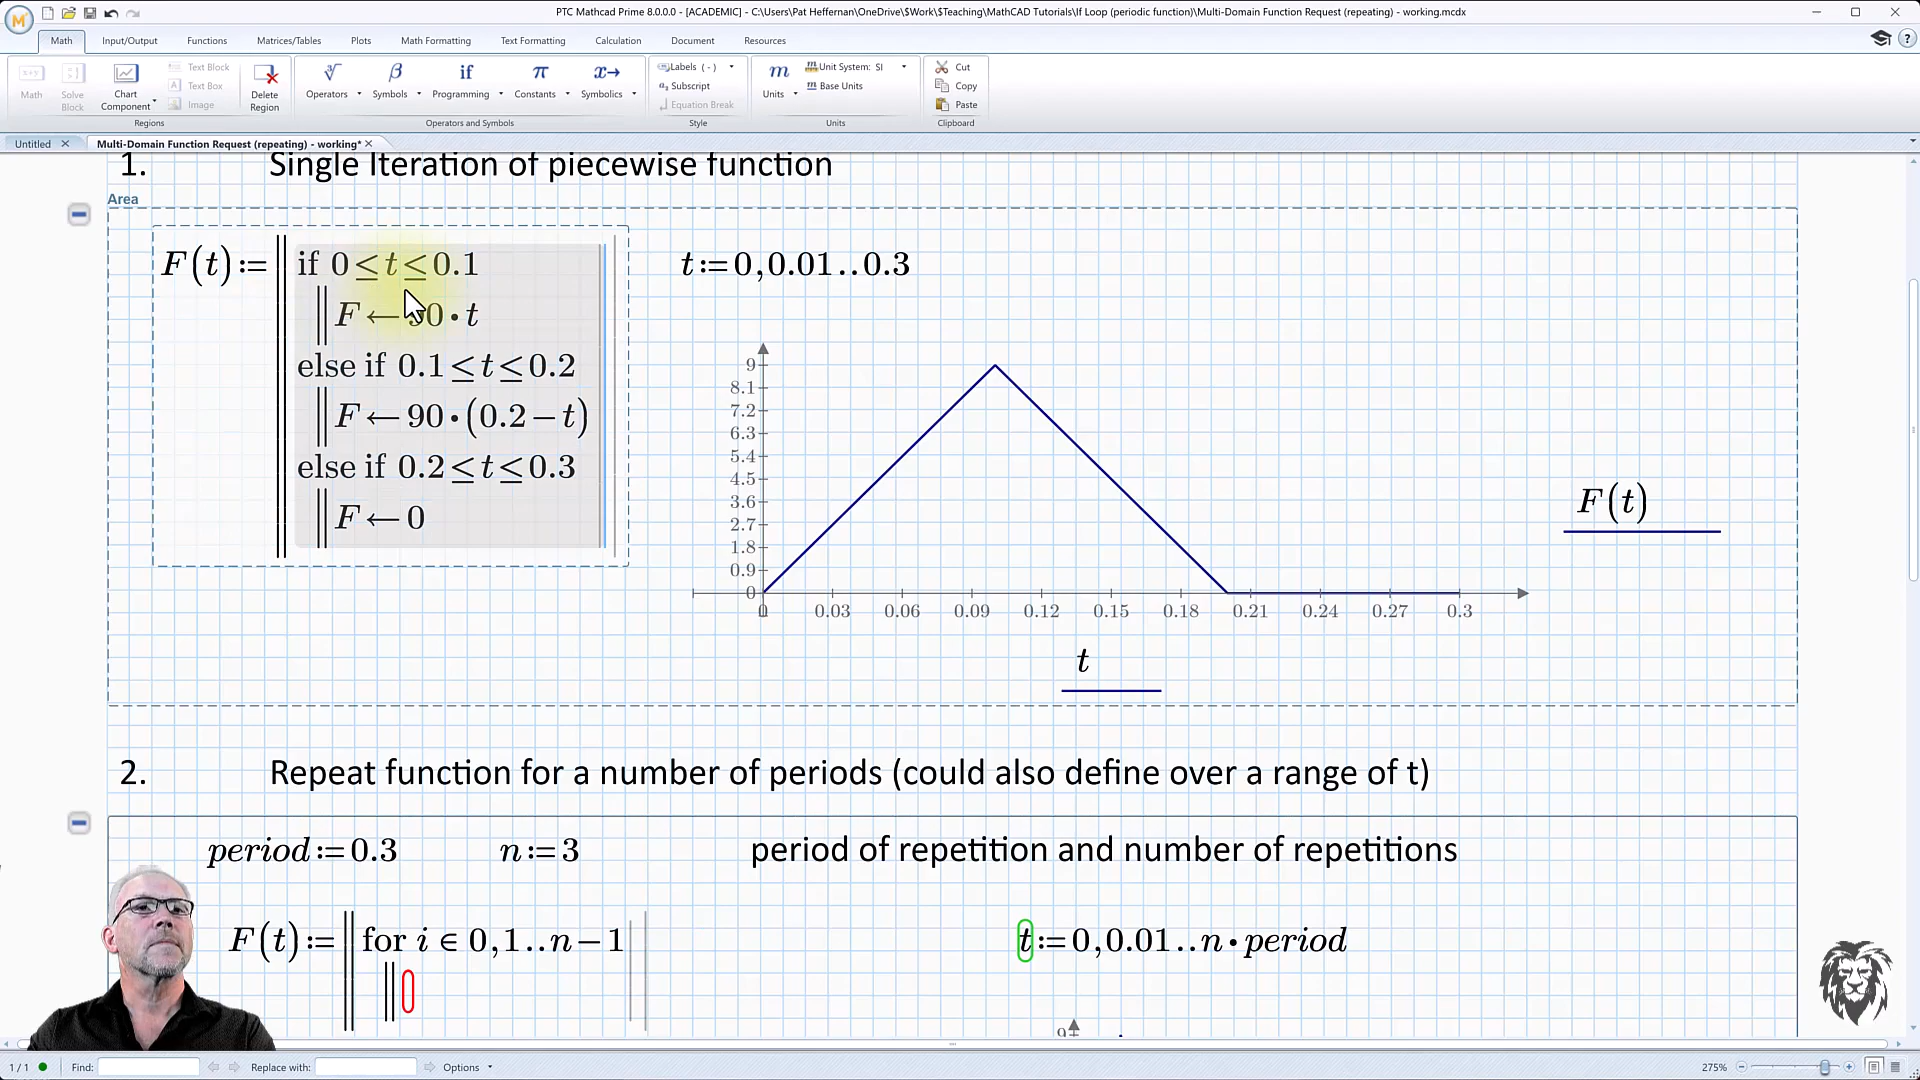 PTC Mathcad Prime 8.0.0.0 - [ACADEMIC] - C:\Users\Pat Heffernan\OneDrive\$Work\$Teaching\MathCAD Tutorials\If Loop (periodic function)\Multi-Domain Function Request (repeating) - working.mcdx
Math Input/Output Functions Matrices/Tables Plots Math Formatting Text Formatting Calculation Document Resources
Math
Solve Block
Chart Component
Text Block
Text Box
Image
Delete Region
Operators
Symbols
if
Programming
π
Constants
Symbolics
Labels ( - )
Subscript
Equation Break
Units
Unit System: SI
Base Units
Cut
Copy
Paste
Regions Operators and Symbols Style Units Clipboard
Untitled Multi-Domain Function Request (repeating) - working*
1. Single Iteration of piecewise function
Area
F(t):=
if 0≤t≤0.1
F←90•t
else if 0.1≤t≤0.2
F←90•(0.2−t)
else if 0.2≤t≤0.3
F←0
t:=0,0.01..0.3
9
8.1
7.2
6.3
5.4
4.5
3.6
2.7
1.8
0.9
0
0 0.03 0.06 0.09 0.12 0.15 0.18 0.21 0.24 0.27 0.3
F(t)
t
2. Repeat function for a number of periods (could also define over a range of t)
period:=0.3 n:=3 period of repetition and number of repetitions
F(t):= for i∈0,1..n−1
t:=0,0.01..n•period
9
1 / 1 Find: Replace with: Options 275%